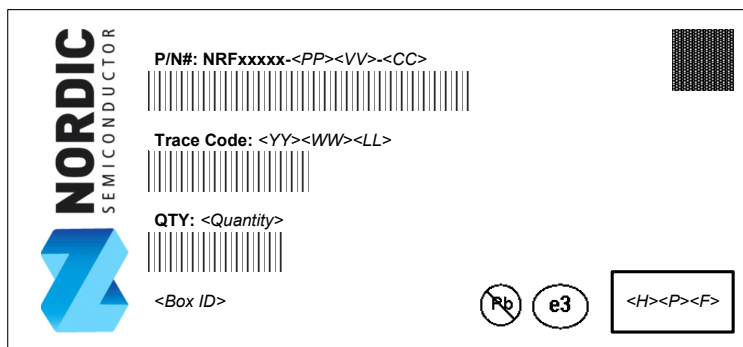 NORDIC
SEMICONDUCTOR
P/N#: NRFxxxxx-<PP><VV>-<CC>
Trace Code: <YY><WW><LL>
QTY: <Quantity>
<Box ID>
Pb
e3
<H><P><F>